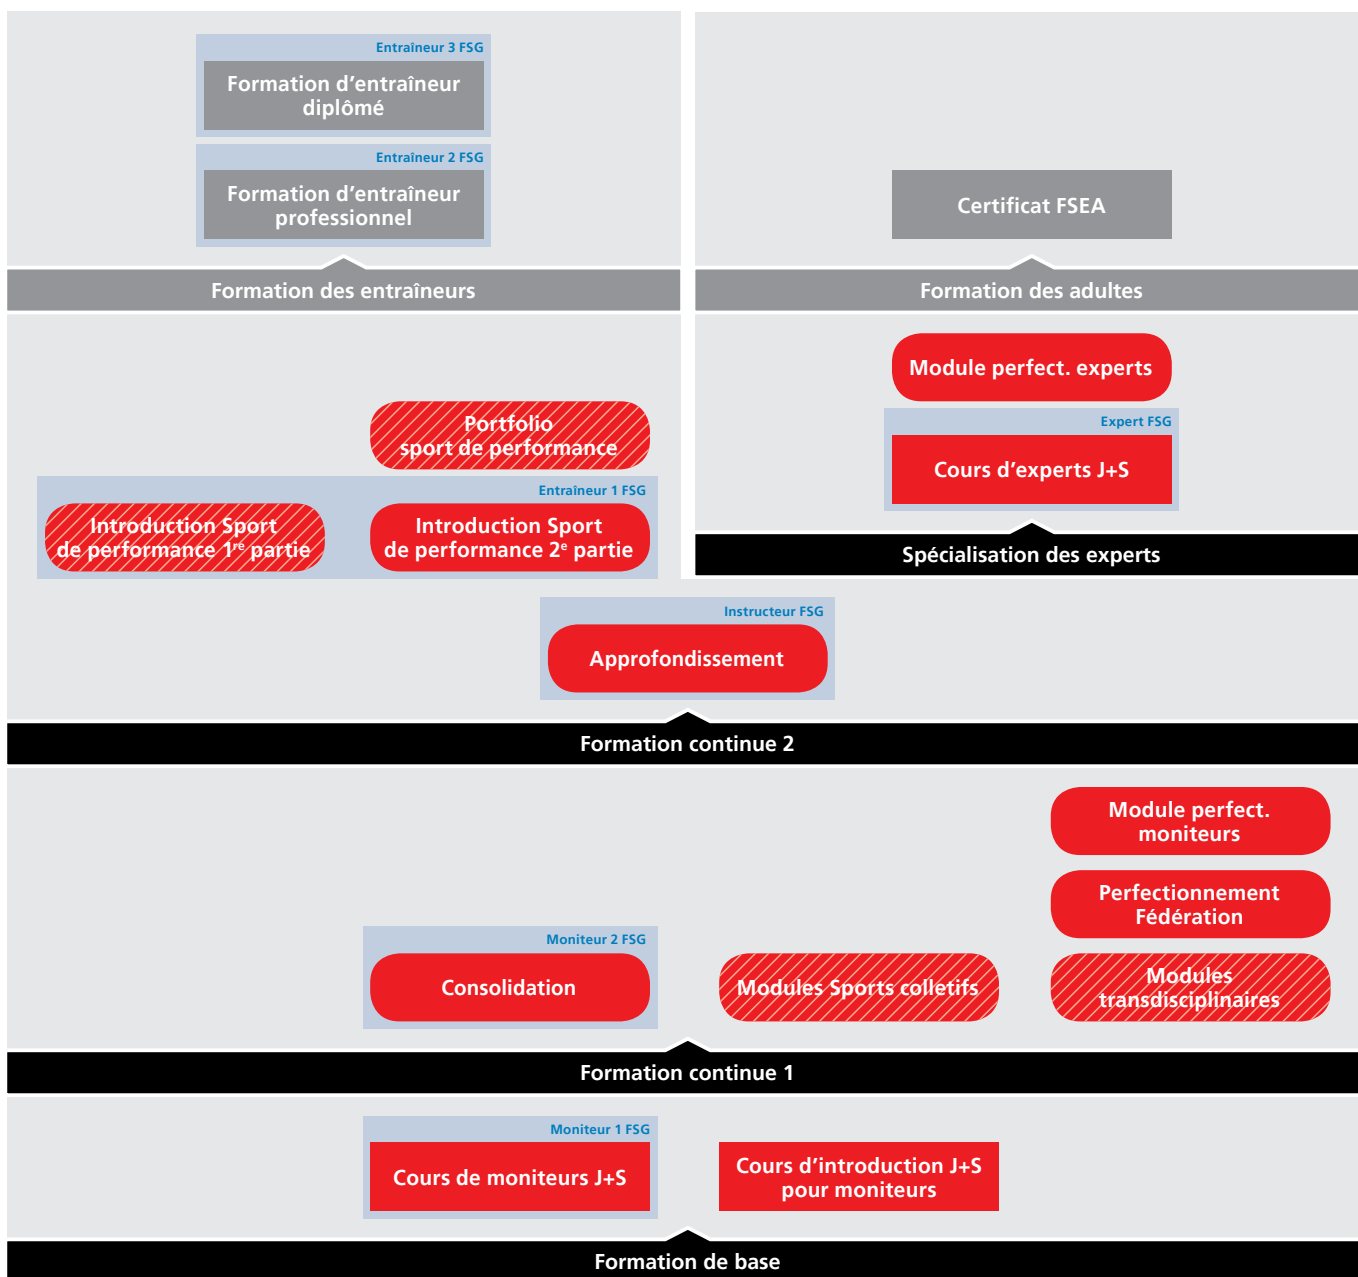 Entraîneur 3 FSG
Formation d’entraîneur
diplômé
Entraîneur 2 FSG
Formation d’entraîneur
professionnel
Certificat FSEA
Formation des entraîneurs
Formation des adultes
Module perfect. experts
Portfolio
sport de performance
Expert FSG
Cours d’experts J+S
Entraîneur 1 FSG
Introduction Sport
de performance 1re partie
Introduction Sport
de performance 2e partie
Spécialisation des experts
Instructeur FSG
Approfondissement
Formation continue 2
Module perfect.
moniteurs
Perfectionnement
Fédération
Moniteur 2 FSG
Consolidation
Modules Sports colletifs
Modules
transdisciplinaires
Formation continue 1
Moniteur 1 FSG
Cours de moniteurs J+S
Cours d’introduction J+S
pour moniteurs
Formation de base